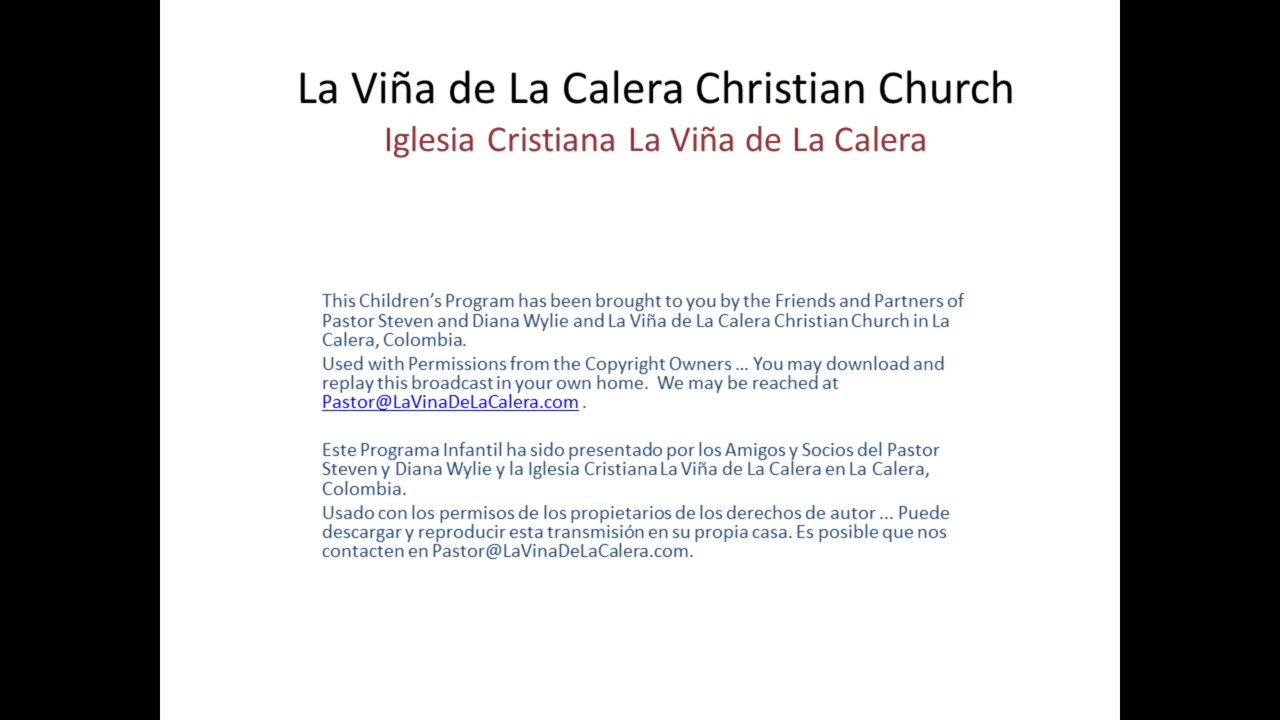 La Viña de La Calera Christian Church
Iglesia Cristiana La Viña de La Calera
This Children’s Program has been brought to you by the Friends and Partners of
Pastor Steven and Diana Wylie and La Viña de La Calera Christian Church in La
Calera, Colombia.
Used with Permissions from the Copyright Owners ... You may download and
replay this broadcast in your own home.  We may be reached at
Pastor@LaVinaDeLaCalera.com .
Este Programa Infantil ha sido presentado por los Amigos y Socios del Pastor
Steven y Diana Wylie y la Iglesia Cristiana La Viña de La Calera en La Calera,
Colombia.
Usado con los permisos de los propietarios de los derechos de autor ... Puede
descargar y reproducir esta transmisión en su propia casa. Es posible que nos
contacten en Pastor@LaVinaDeLaCalera.com.